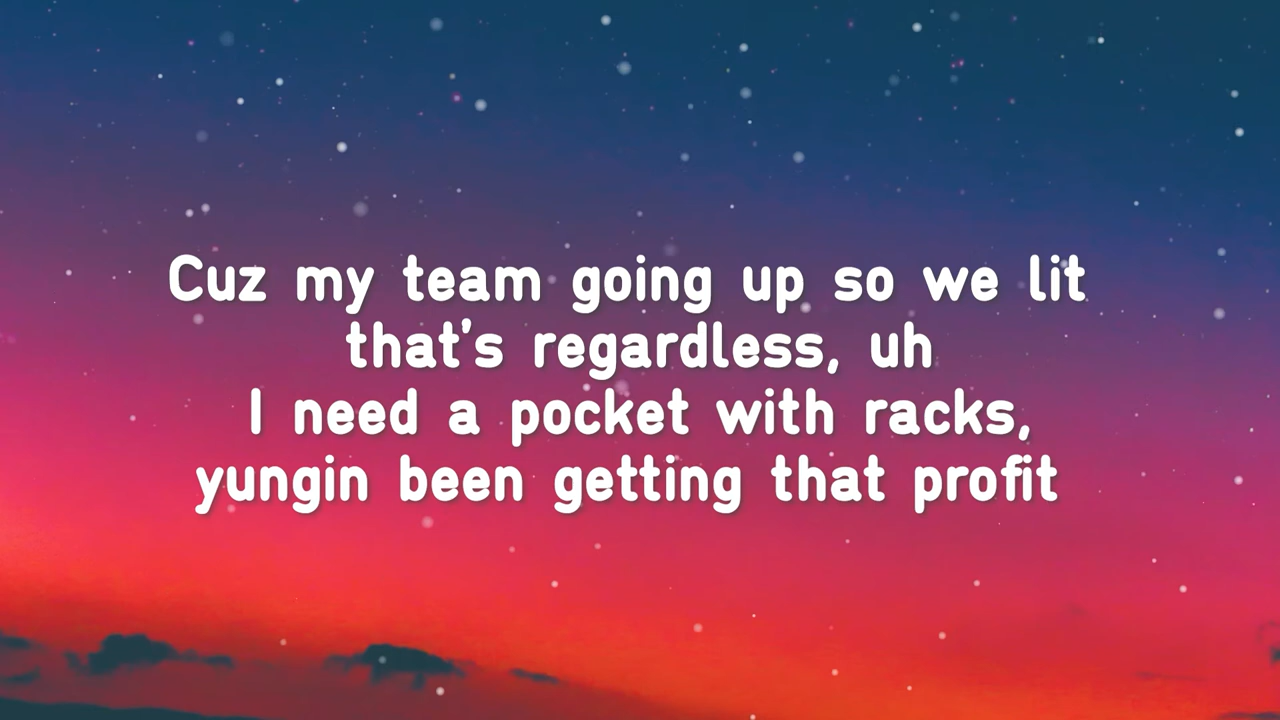 Cuz my team going up so we lit
that's regardless, uh
I need a pocket with racks,
yungin been getting that profit